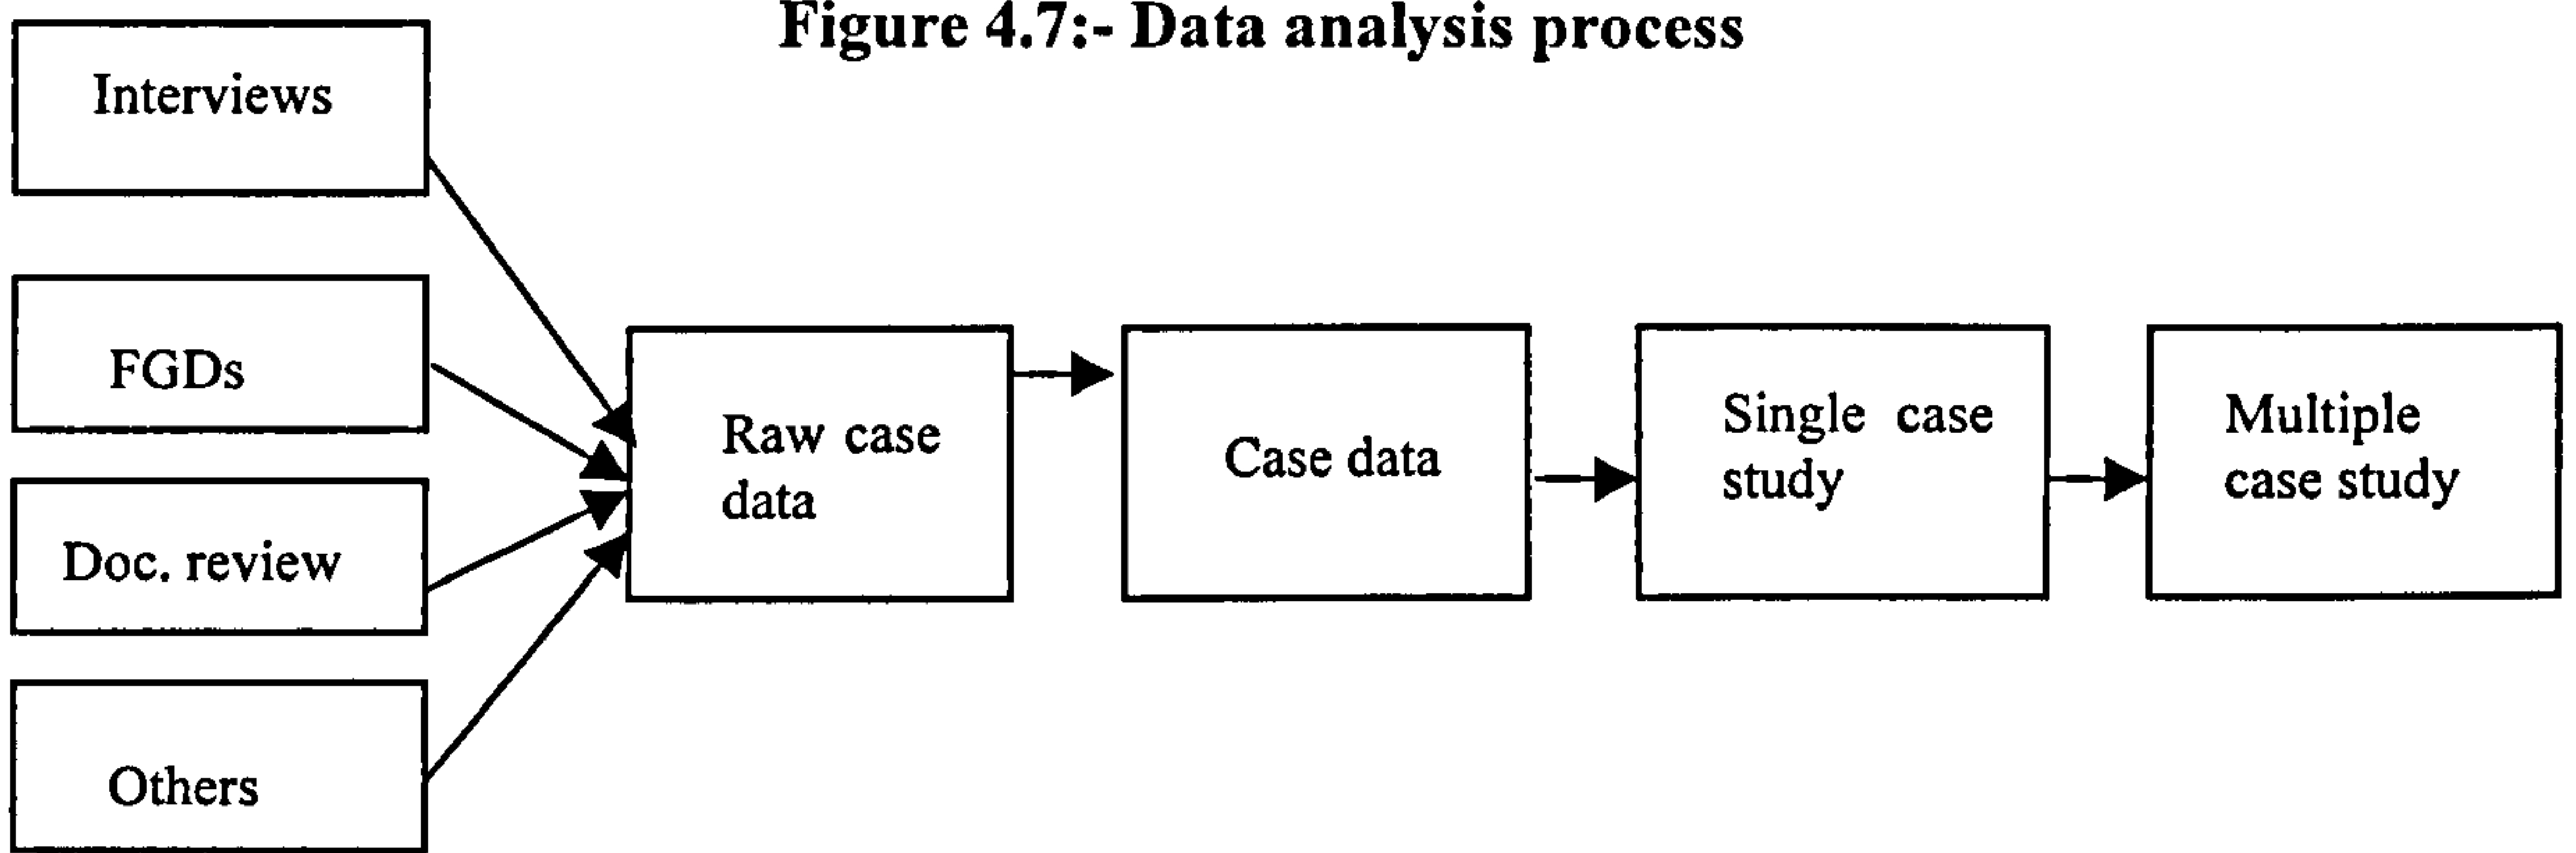 Figure 4.7:- Data analysis process
Interviews
FGDs
Doc. review
Others
Raw case
data
Case data
Single case
study
Multiple
case study